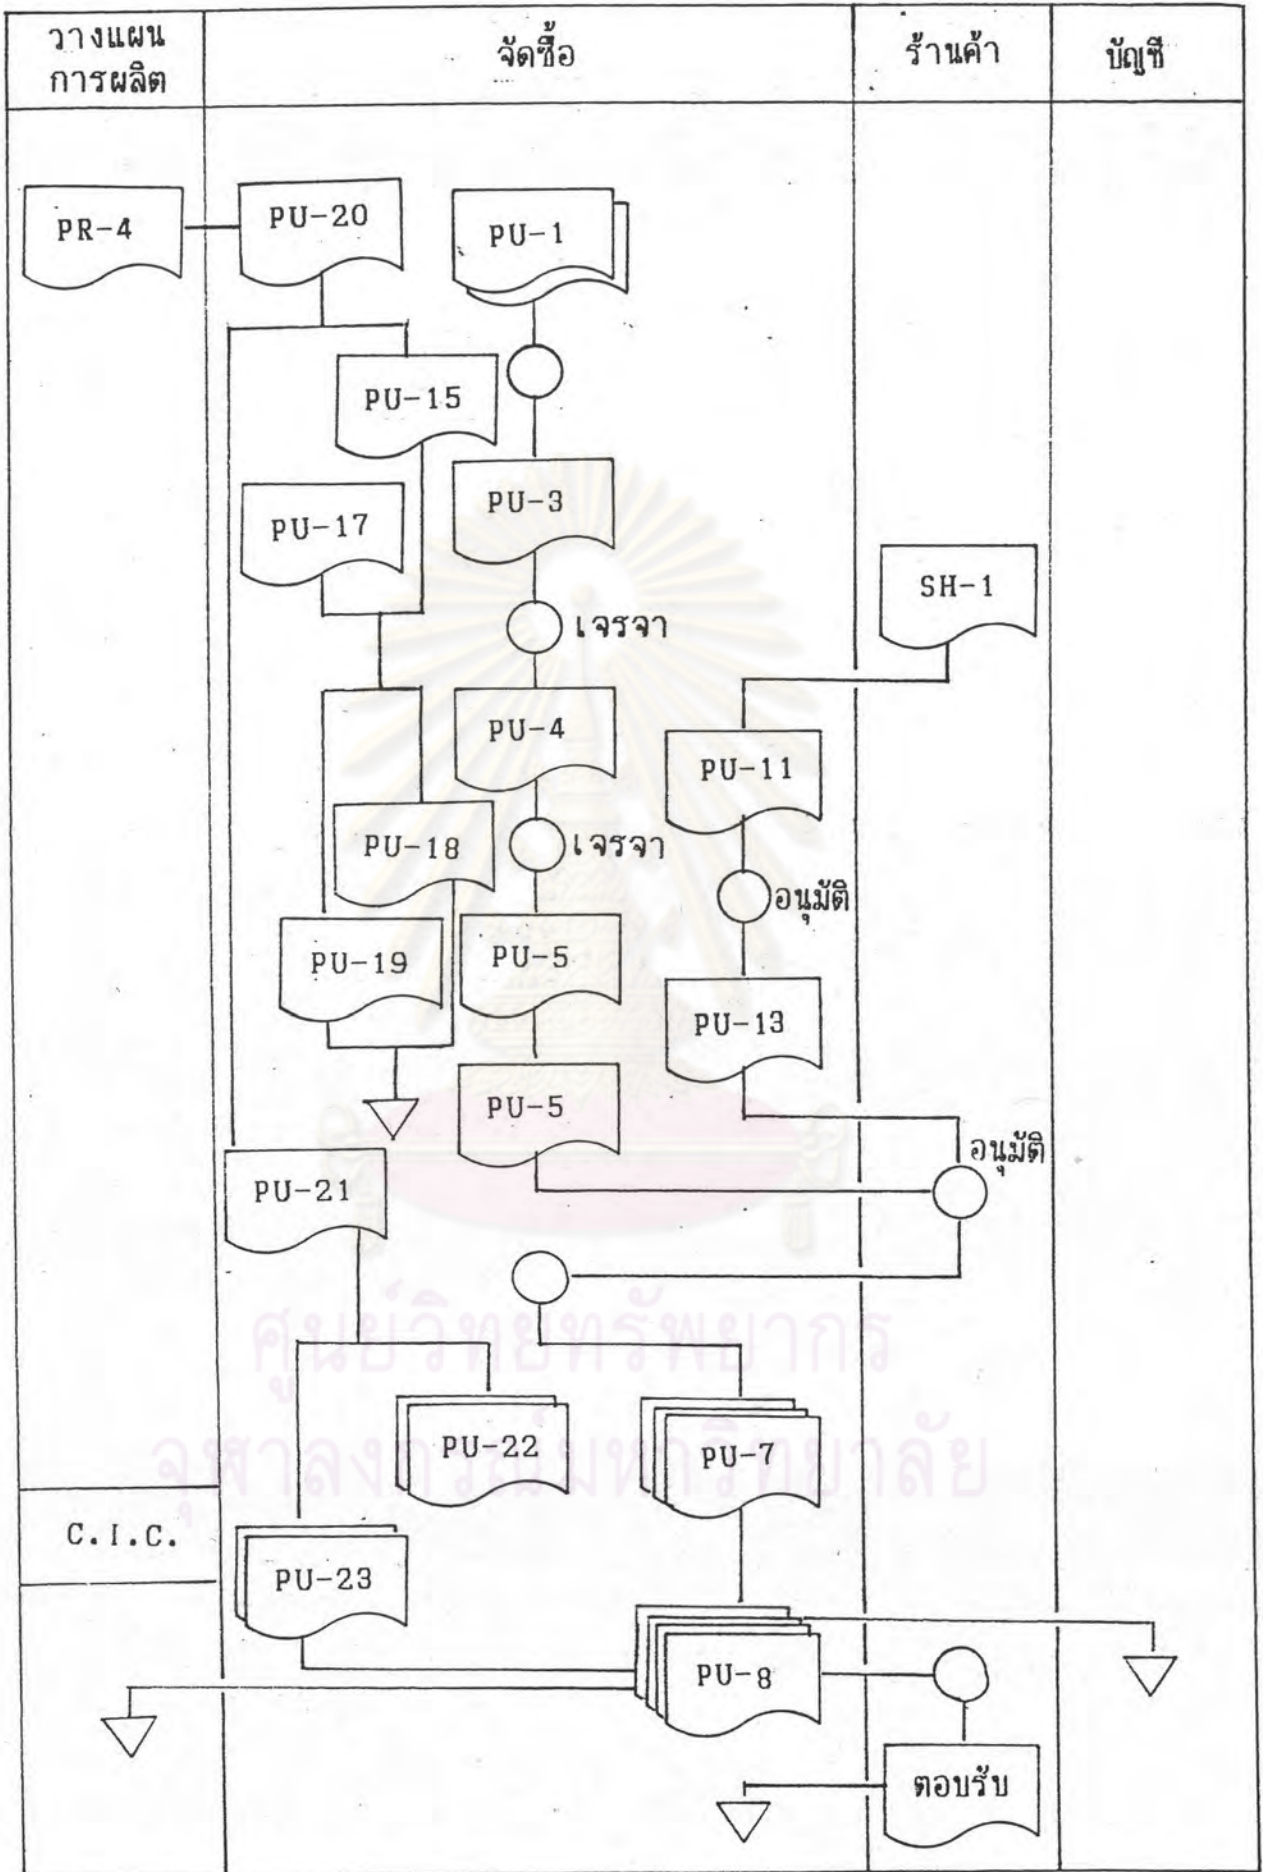 วางแผน
การผลิต
จัดซื้อ
ร้านค้า
บัญชี
PR-4
PU-20
PU-1
PU-15
PU-3
PU-17
SH-1
เจรจา
PU-4
PU-11
PU-18
เจรจา
อนุมัติ
PU-19
PU-5
PU-13
PU-5
อนุมัติ
PU-21
ศูนย์วิทยทรัพยากร
จุฬาลงกรณ์มหาวิทยาลัย
PU-22
PU-7
C.I.C.
PU-23
PU-8
ตอบรับ